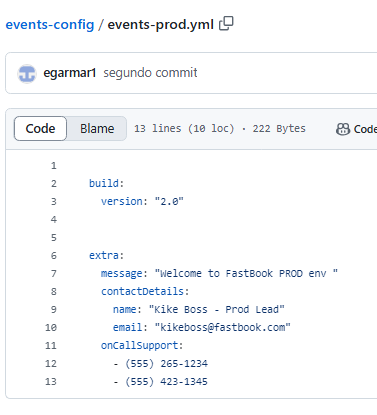 events-config / events-prod.yml
egarmar1 segundo commit
Code Blame 13 lines (10 loc) · 222 Bytes Code
1
2 build:
3 version: "2.0"
4
5
6 extra:
7 message: "Welcome to FastBook PROD env "
8 contactDetails:
9 name: "Kike Boss - Prod Lead"
10 email: "kikeboss@fastbook.com"
11 onCallSupport:
12 - (555) 265-1234
13 - (555) 423-1345